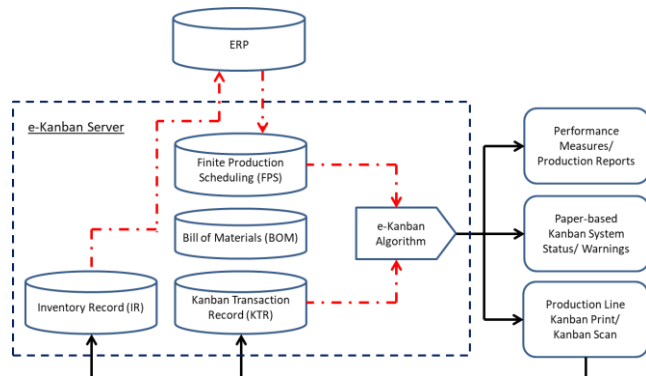 ERP
e-Kanban Server
Finite Production
Scheduling (FPS)
Bill of Materials (BOM)
Inventory Record (IR)
Kanban Transaction
Record (KTR)
e-Kanban
Algorithm
Performance
Measures/
Production Reports
Paper-based
Kanban System
Status/ Warnings
Production Line
Kanban Print/
Kanban Scan